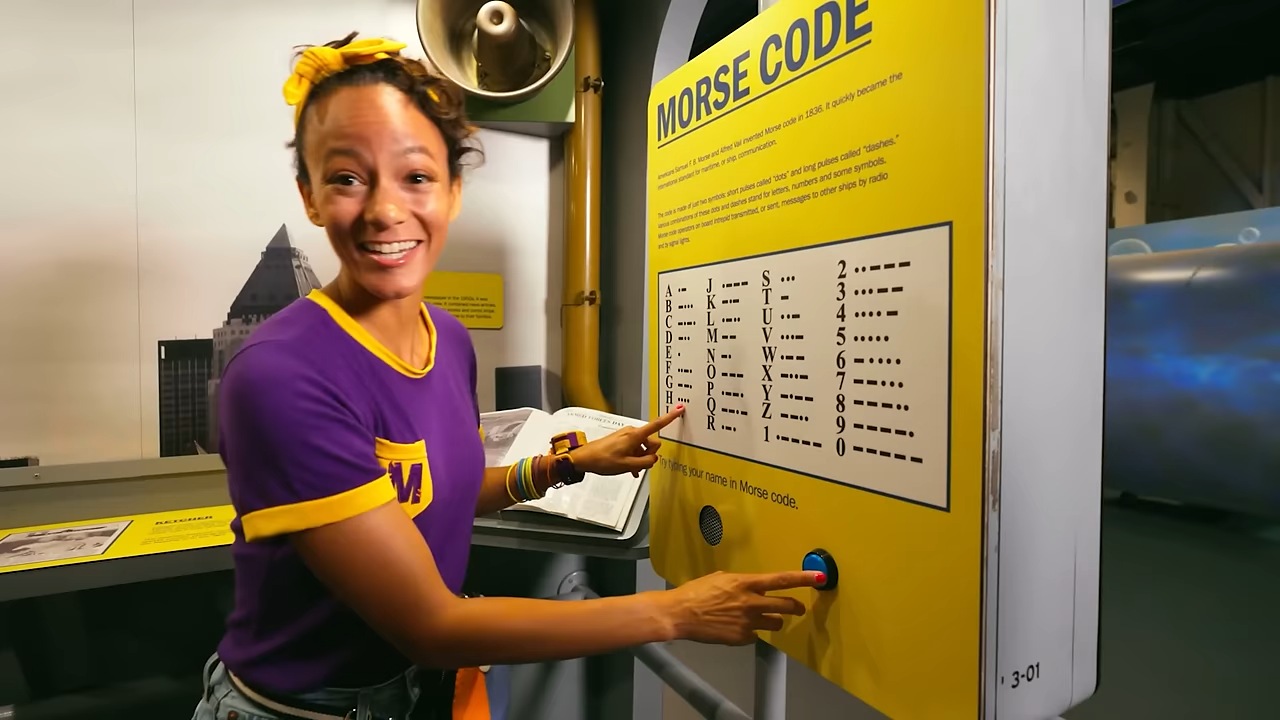 MORSE CODE
Americans Samuel F. B. Morse and Alfred Vail invented Morse code in 1836. It quickly became the
international standard for maritime, or ship, communication.
The code is made of just two symbols: short pulses called "dots" and long pulses called "dashes."
Various combinations of these dots and dashes stand for letters, numbers and some symbols.
Morse code operators on board Intrepid transmitted, or sent, messages to other ships by radio
and by signal lights.
A
B
C
D
E
F
G
H
I
J
K
L
M
N
O
P
Q
R
S
T
U
V
W
X
Y
Z
1
2
3
4
5
6
7
8
9
0
Try typing your name in Morse code.
3-01
M
KETCHER